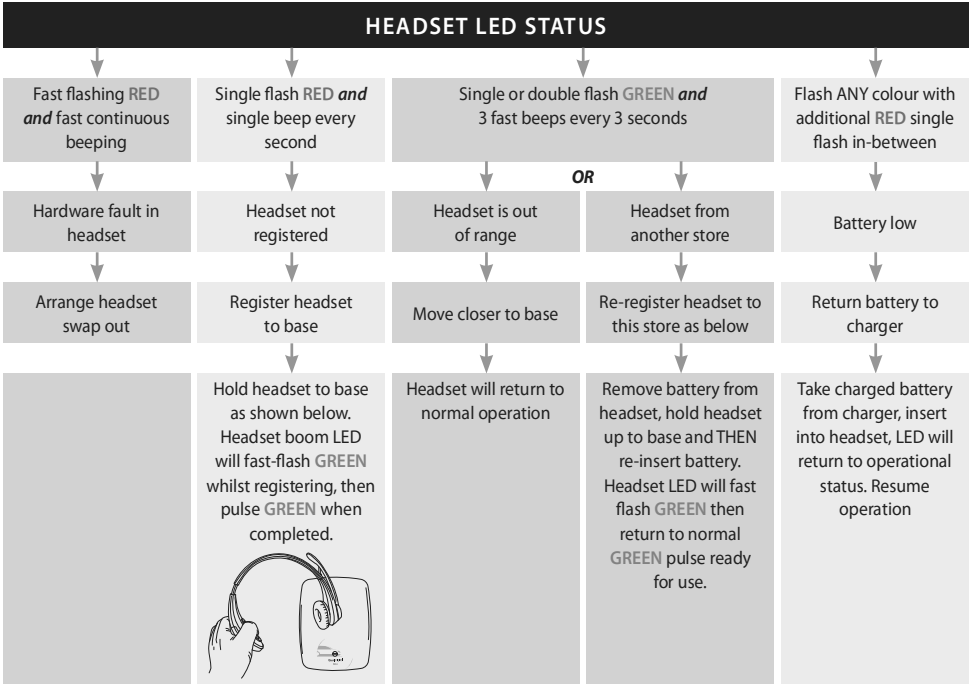 HEADSET LED STATUS
Fast flashing RED
and fast continuous
beeping
Single flash RED and
single beep every
second
Single or double flash GREEN and
3 fast beeps every 3 seconds
Flash ANY colour with
additional RED single
flash in-between
OR
Hardware fault in
headset
Headset not
registered
Headset is out
of range
Headset from
another store
Battery low
Arrange headset
swap out
Register headset
to base
Move closer to base
Re-register headset to
this store as below
Return battery to
charger
Hold headset to base
as shown below.
Headset boom LED
will fast-flash GREEN
whilst registering, then
pulse GREEN when
completed.
Headset will return to
normal operation
Remove battery from
headset, hold headset
up to base and THEN
re-insert battery.
Headset LED will fast
flash GREEN then
return to normal
GREEN pulse ready
for use.
Take charged battery
from charger, insert
into headset, LED will
return to operational
status. Resume
operation